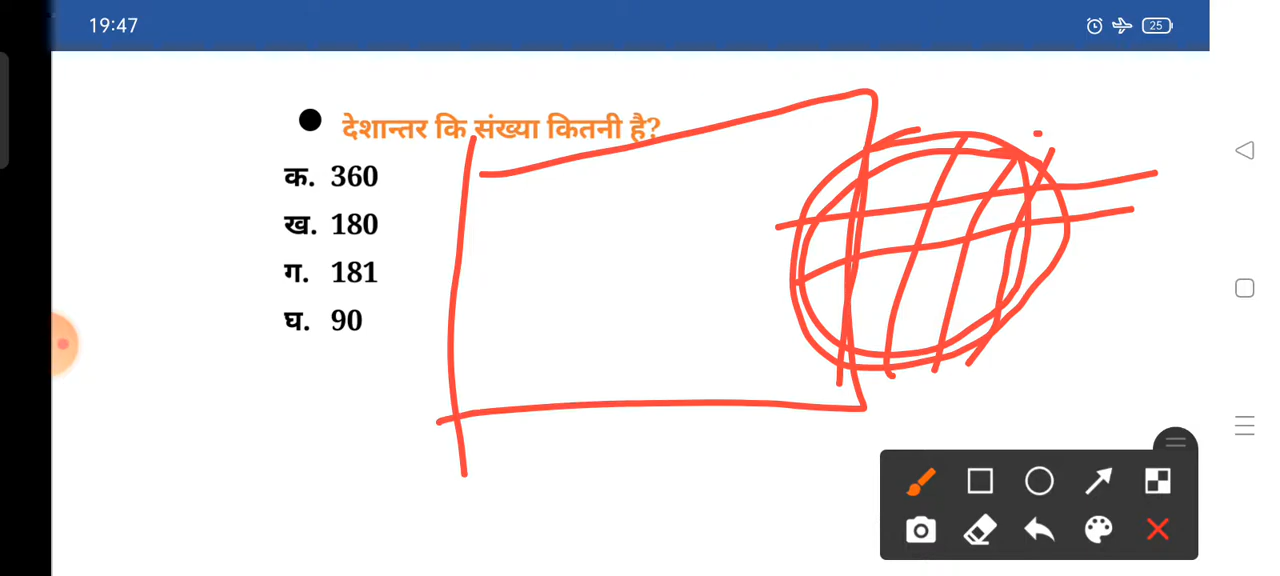 19:47
25
देशान्तर कि संख्या कितनी है?
क. 360
ख. 180
ग. 181
घ. 90